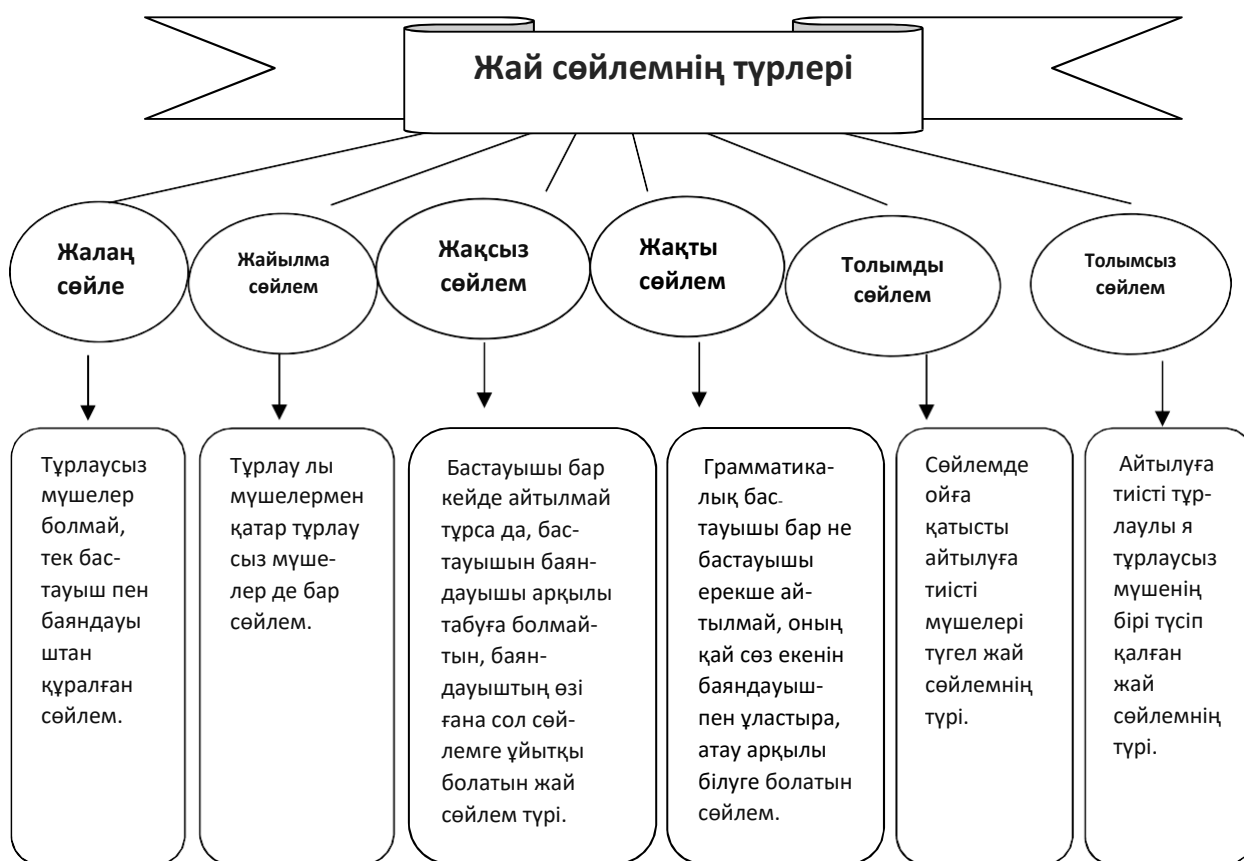 Жай сөйлемнің түрлері
Жалаң
сөйле
Жайылма
сөйлем
Жақсыз
сөйлем
Жақты
сөйлем
Толымды
сөйлем
Толымсыз
сөйлем
Тұрлаусыз
мүшелер
болмай,
тек бас-
тауыш пен
баяндауы
штан
құралған
сөйлем.
Тұрлау лы
мүшелермен
қатар тұрлау
сыз мүше-
лер де бар
сөйлем.
Бастауышы бар
кейде айтылмай
тұрса да, бас-
тауышын баян-
дауышы арқылы
табуға болмай-
тын, баян-
дауыштың өзі
ғана сол сөй-
лемге ұйытқы
болатын жай
сөйлем түрі.
Грамматика-
лық бас-
тауышы бар не
бастауышы
ерекше ай-
тылмай, оның
қай сөз екенін
баяндауыш-
пен ұластыра,
атау арқылы
білуге болатын
сөйлем.
Сөйлемде
ойға
қатысты
айтылуға
тиісті
мүшелері
түгел жай
сөйлемнің
түрі.
Айтылуға
тиісті тұр-
лаулы я
тұрлаусыз
мүшенің
бірі түсіп
қалған
жай
сөйлемнің
түрі.